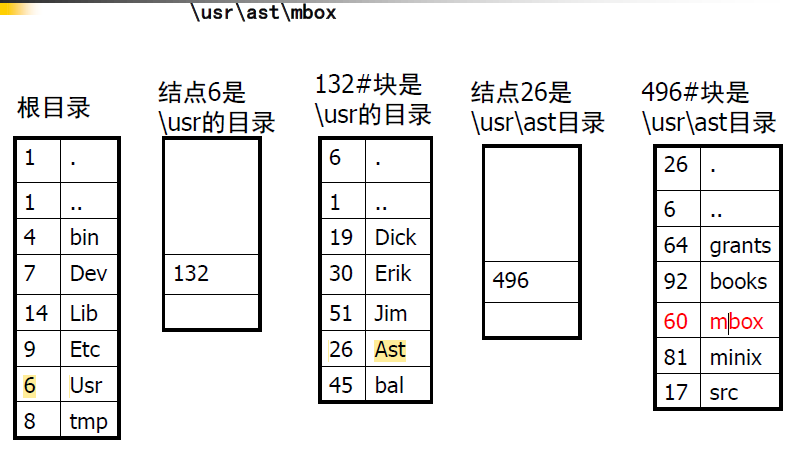 \usr\ast\mbox
根目录
1 .
1 ..
4 bin
7 Dev
14 Lib
9 Etc
6 Usr
8 tmp
结点6是
\usr的目录
132
132#块是
\usr的目录
6 .
1 ..
19 Dick
30 Erik
51 Jim
26 Ast
45 bal
结点26是
\usr\ast目录
496
496#块是
\usr\ast目录
26 .
6 ..
64 grants
92 books
60 mbox
81 minix
17 src